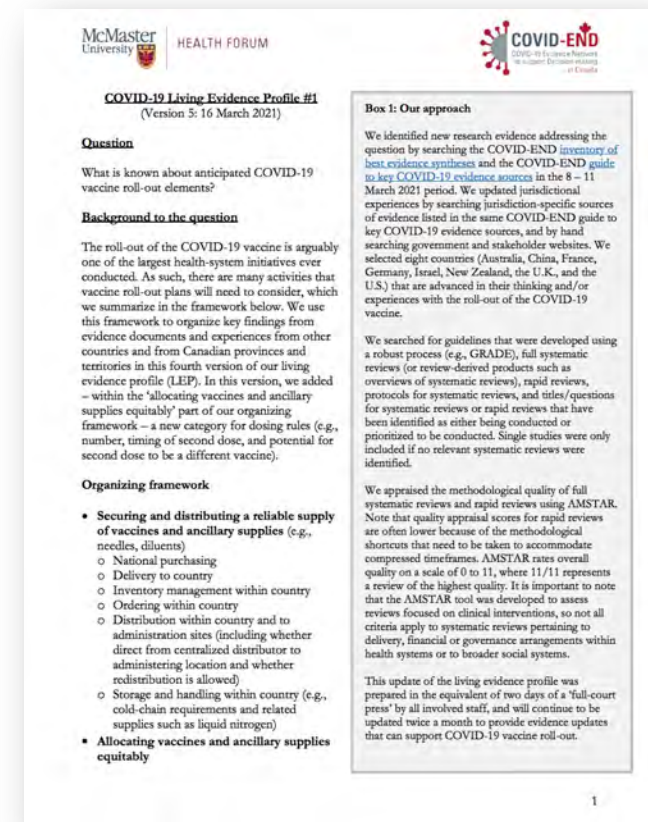 McMaster
University
HEALTH FORUM
COVID-END
COVID-19 Evidence Network
to support Decision-making
... in Canada
COVID-19 Living Evidence Profile #1
(Version 5: 16 March 2021)
Question
What is known about anticipated COVID-19
vaccine roll-out elements?
Background to the question
The roll-out of the COVID-19 vaccine is arguably
one of the largest health-system initiatives ever
conducted. As such, there are many activities that
vaccine roll-out plans will need to consider, which
we summarize in the framework below. We use
this framework to organize key findings from
evidence documents and experiences from other
countries and from Canadian provinces and
territories in this fourth version of our living
evidence profile (LEP). In this version, we added
– within the ‘allocating vaccines and ancillary
supplies equitably’ part of our organizing
framework – a new category for dosing rules (e.g.,
number, timing of second dose, and potential for
second dose to be a different vaccine).
Organizing framework
• Securing and distributing a reliable supply
of vaccines and ancillary supplies (e.g.,
needles, diluents)
o National purchasing
o Delivery to country
o Inventory management within country
o Ordering within country
o Distribution within country and to
administration sites (including whether
direct from centralized distributor to
administering location and whether
redistribution is allowed)
o Storage and handling within country (e.g.,
cold-chain requirements and related
supplies such as liquid nitrogen)
• Allocating vaccines and ancillary supplies
equitably
Box 1: Our approach
We identified new research evidence addressing the
question by searching the COVID-END inventory of
best evidence syntheses and the COVID-END guide
to key COVID-19 evidence sources in the 8 – 11
March 2021 period. We updated jurisdictional
experiences by searching jurisdiction-specific sources
of evidence listed in the same COVID-END guide to
key COVID-19 evidence sources, and by hand
searching government and stakeholder websites. We
selected eight countries (Australia, China, France,
Germany, Israel, New Zealand, the U.K., and the
U.S.) that are advanced in their thinking and/or
experiences with the roll-out of the COVID-19
vaccine.
We searched for guidelines that were developed using
a robust process (e.g., GRADE), full systematic
reviews (or review-derived products such as
overviews of systematic reviews), rapid reviews,
protocols for systematic reviews, and titles/questions
for systematic reviews or rapid reviews that have
been identified as either being conducted or
prioritized to be conducted. Single studies were only
included if no relevant systematic reviews were
identified.
We appraised the methodological quality of full
systematic reviews and rapid reviews using AMSTAR.
Note that quality appraisal scores for rapid reviews
are often lower because of the methodological
shortcuts that need to be taken to accommodate
compressed timeframes. AMSTAR rates overall
quality on a scale of 0 to 11, where 11/11 represents
a review of the highest quality. It is important to note
that the AMSTAR tool was developed to assess
reviews focused on clinical interventions, so not all
criteria apply to systematic reviews pertaining to
delivery, financial or governance arrangements within
health systems or to broader social systems.
This update of the living evidence profile was
prepared in the equivalent of two days of a ‘full-court
press’ by all involved staff, and will continue to be
updated twice a month to provide evidence updates
that can support COVID-19 vaccine roll-out.
1